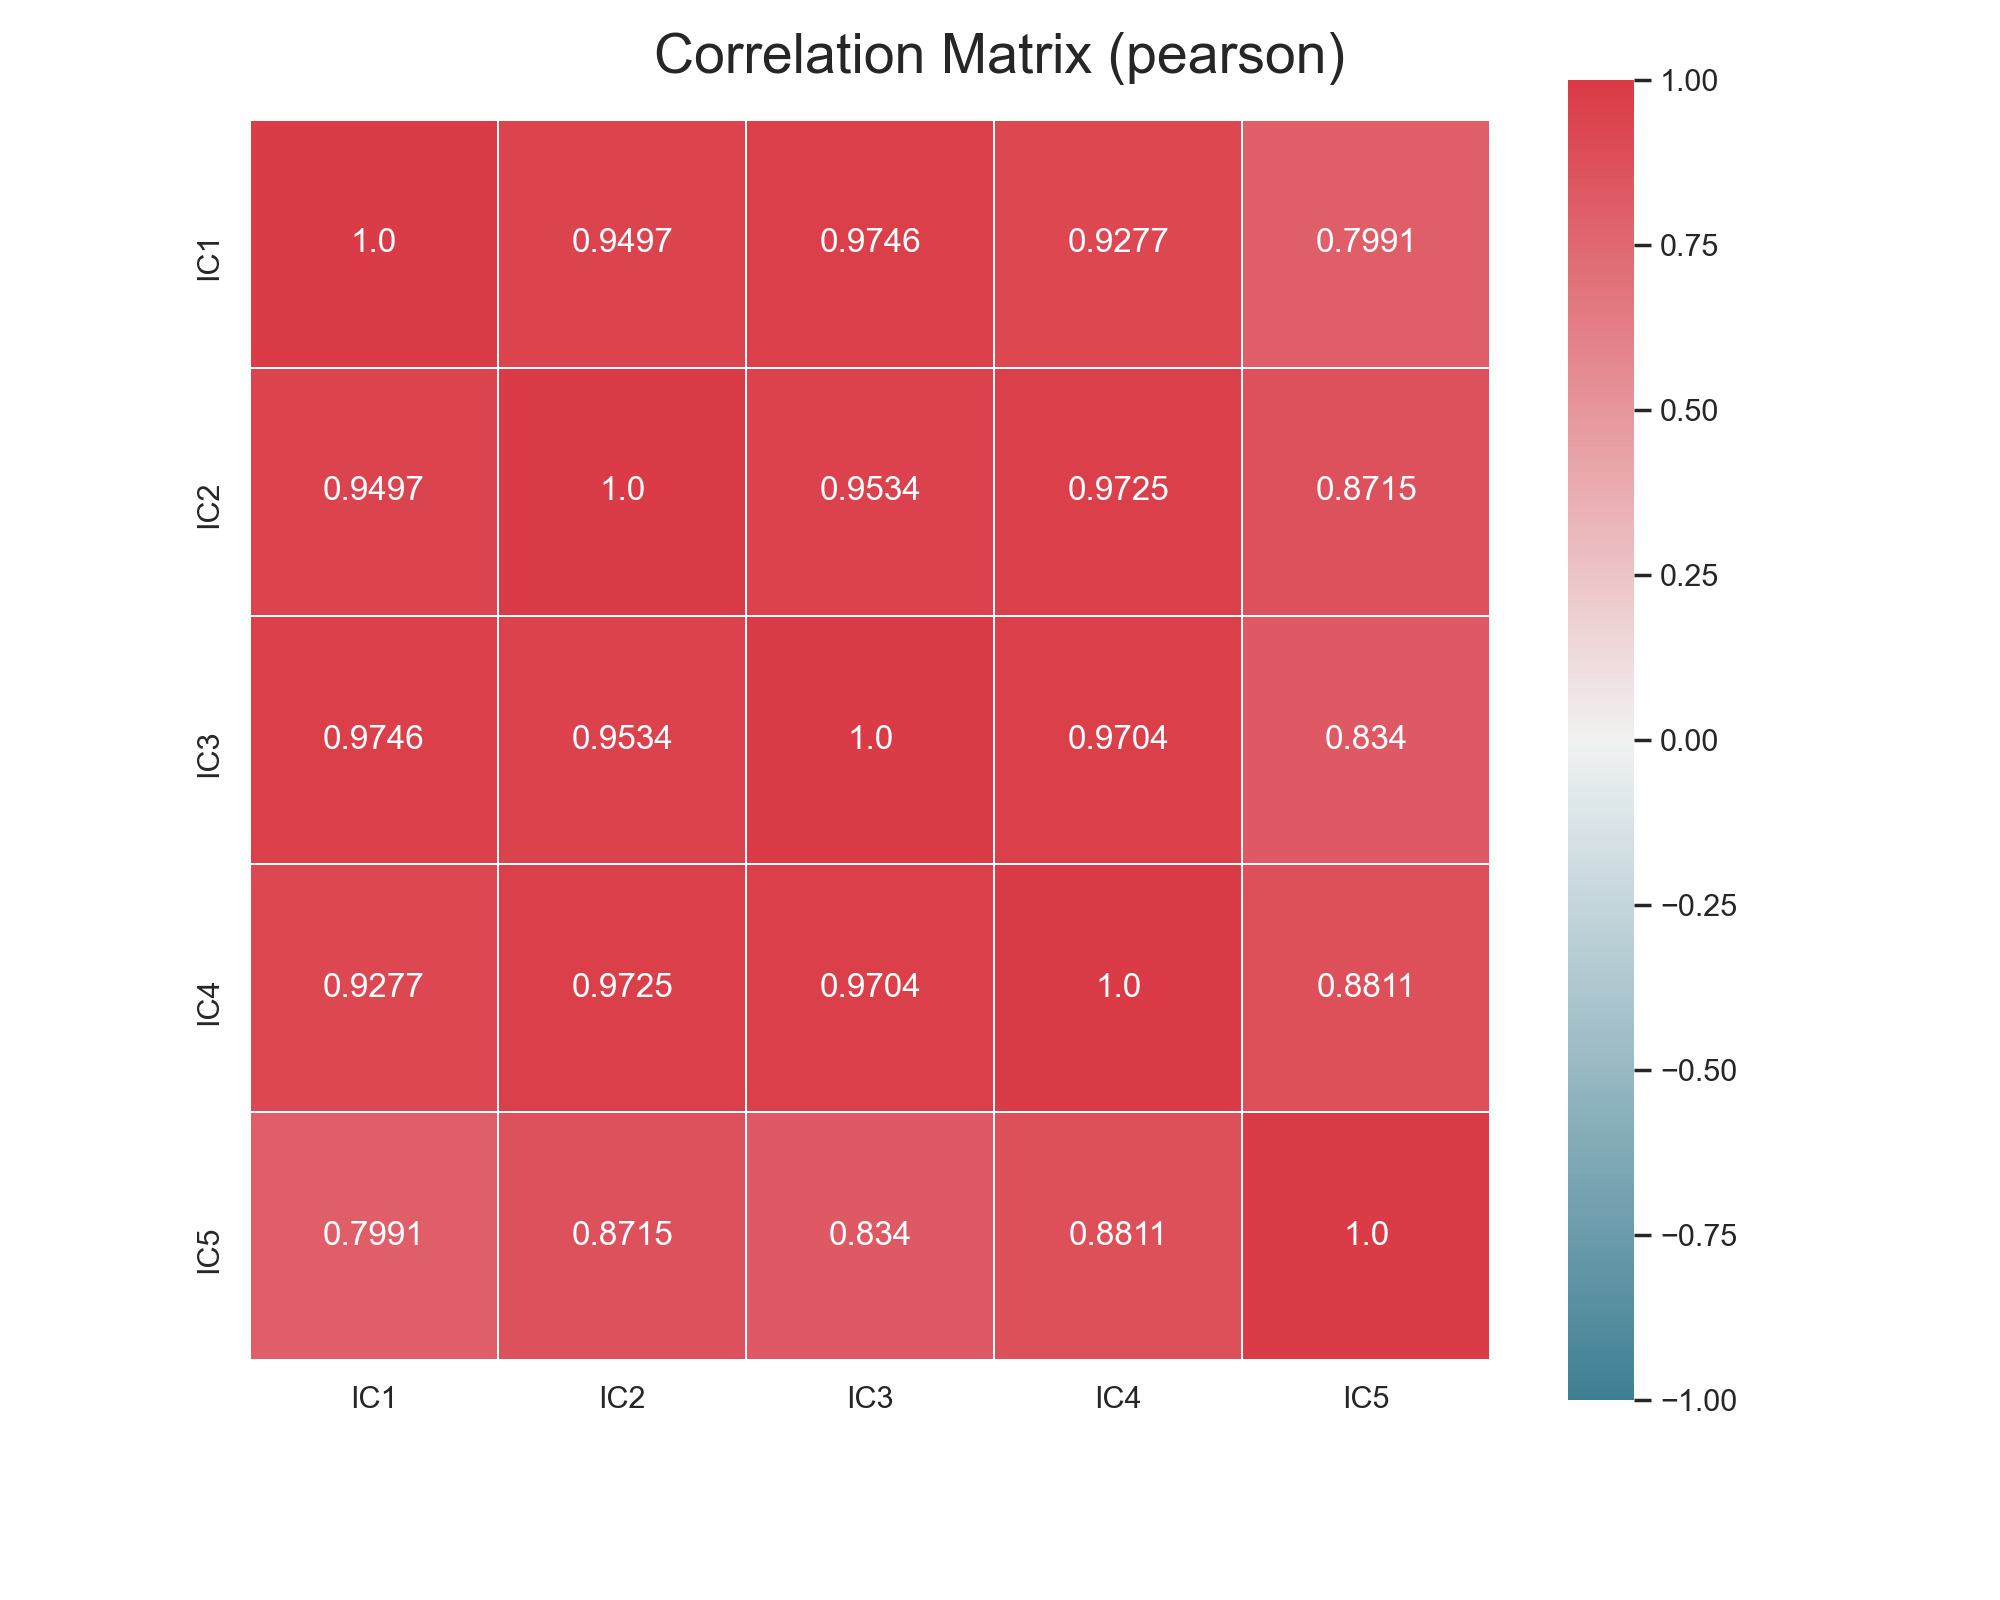 Correlation Matrix (pearson)
IC1 1.0 0.9497 0.9746 0.9277 0.7991
IC2 0.9497 1.0 0.9534 0.9725 0.8715
IC3 0.9746 0.9534 1.0 0.9704 0.834
IC4 0.9277 0.9725 0.9704 1.0 0.8811
IC5 0.7991 0.8715 0.834 0.8811 1.0
IC1 IC2 IC3 IC4 IC5
1.00
0.75
0.50
0.25
0.00
−0.25
−0.50
−0.75
−1.00